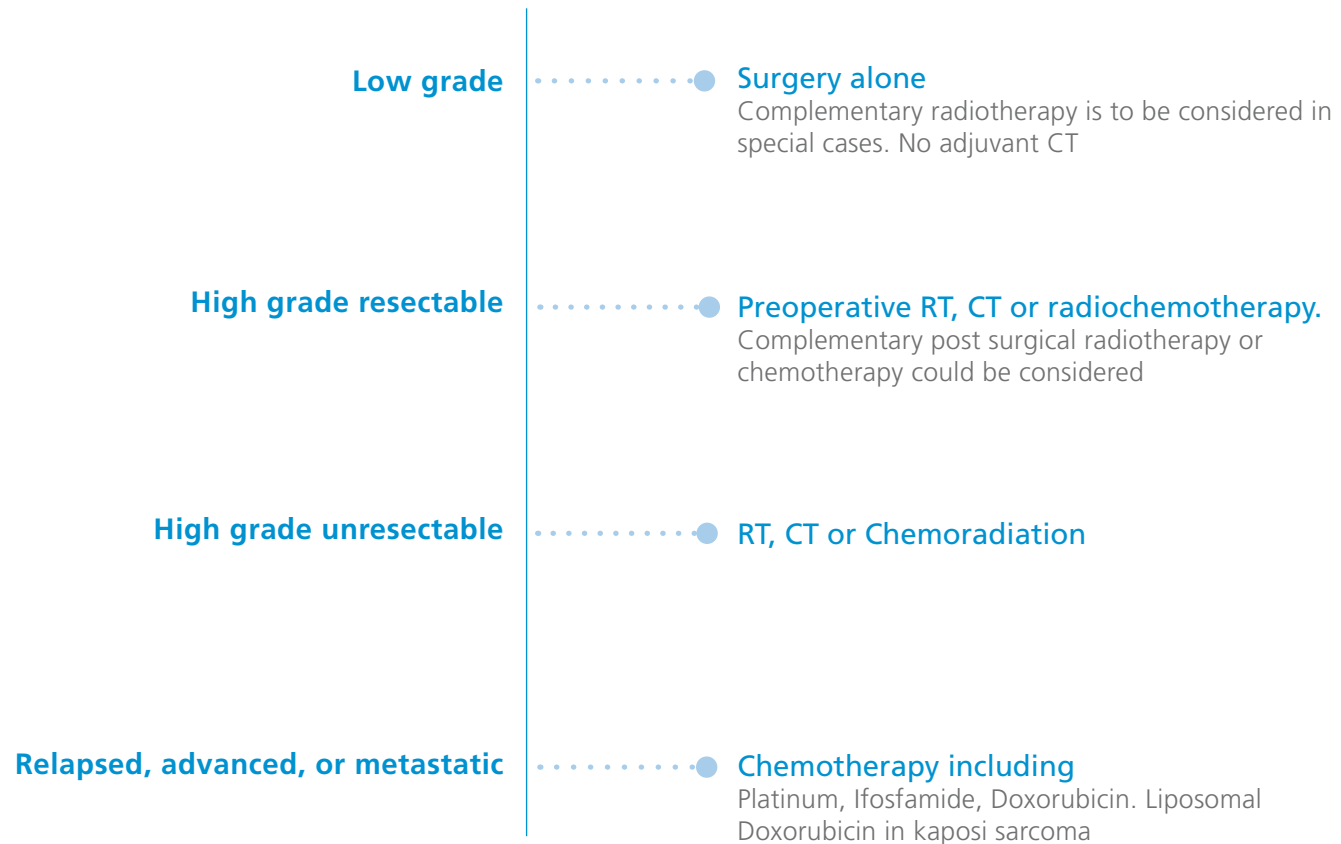 Low grade
Surgery alone
Complementary radiotherapy is to be considered in
special cases. No adjuvant CT
High grade resectable
Preoperative RT, CT or radiochemotherapy.
Complementary post surgical radiotherapy or
chemotherapy could be considered
High grade unresectable
RT, CT or Chemoradiation
Relapsed, advanced, or metastatic
Chemotherapy including
Platinum, Ifosfamide, Doxorubicin. Liposomal
Doxorubicin in kaposi sarcoma